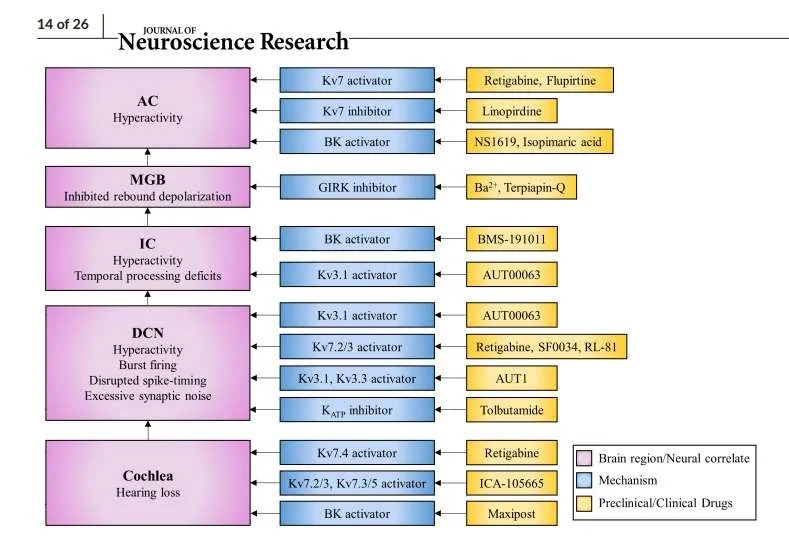 14 of 26
JOURNAL OF
Neuroscience Research
AC
Hyperactivity
Kv7 activator
Retigabine, Flupirtine
Kv7 inhibitor
Linopirdine
BK activator
NS1619, Isopimaric acid
MGB
Inhibited rebound depolarization
GIRK inhibitor
Ba²⁺, Terpiapin-Q
IC
Hyperactivity
Temporal processing deficits
BK activator
BMS-191011
Kv3.1 activator
AUT00063
DCN
Hyperactivity
Burst firing
Disrupted spike-timing
Excessive synaptic noise
Kv3.1 activator
AUT00063
Kv7.2/3 activator
Retigabine, SF0034, RL-81
Kv3.1, Kv3.3 activator
AUT1
K_ATP inhibitor
Tolbutamide
Cochlea
Hearing loss
Kv7.4 activator
Retigabine
Kv7.2/3, Kv7.3/5 activator
ICA-105665
BK activator
Maxipost
Brain region/Neural correlate
Mechanism
Preclinical/Clinical Drugs